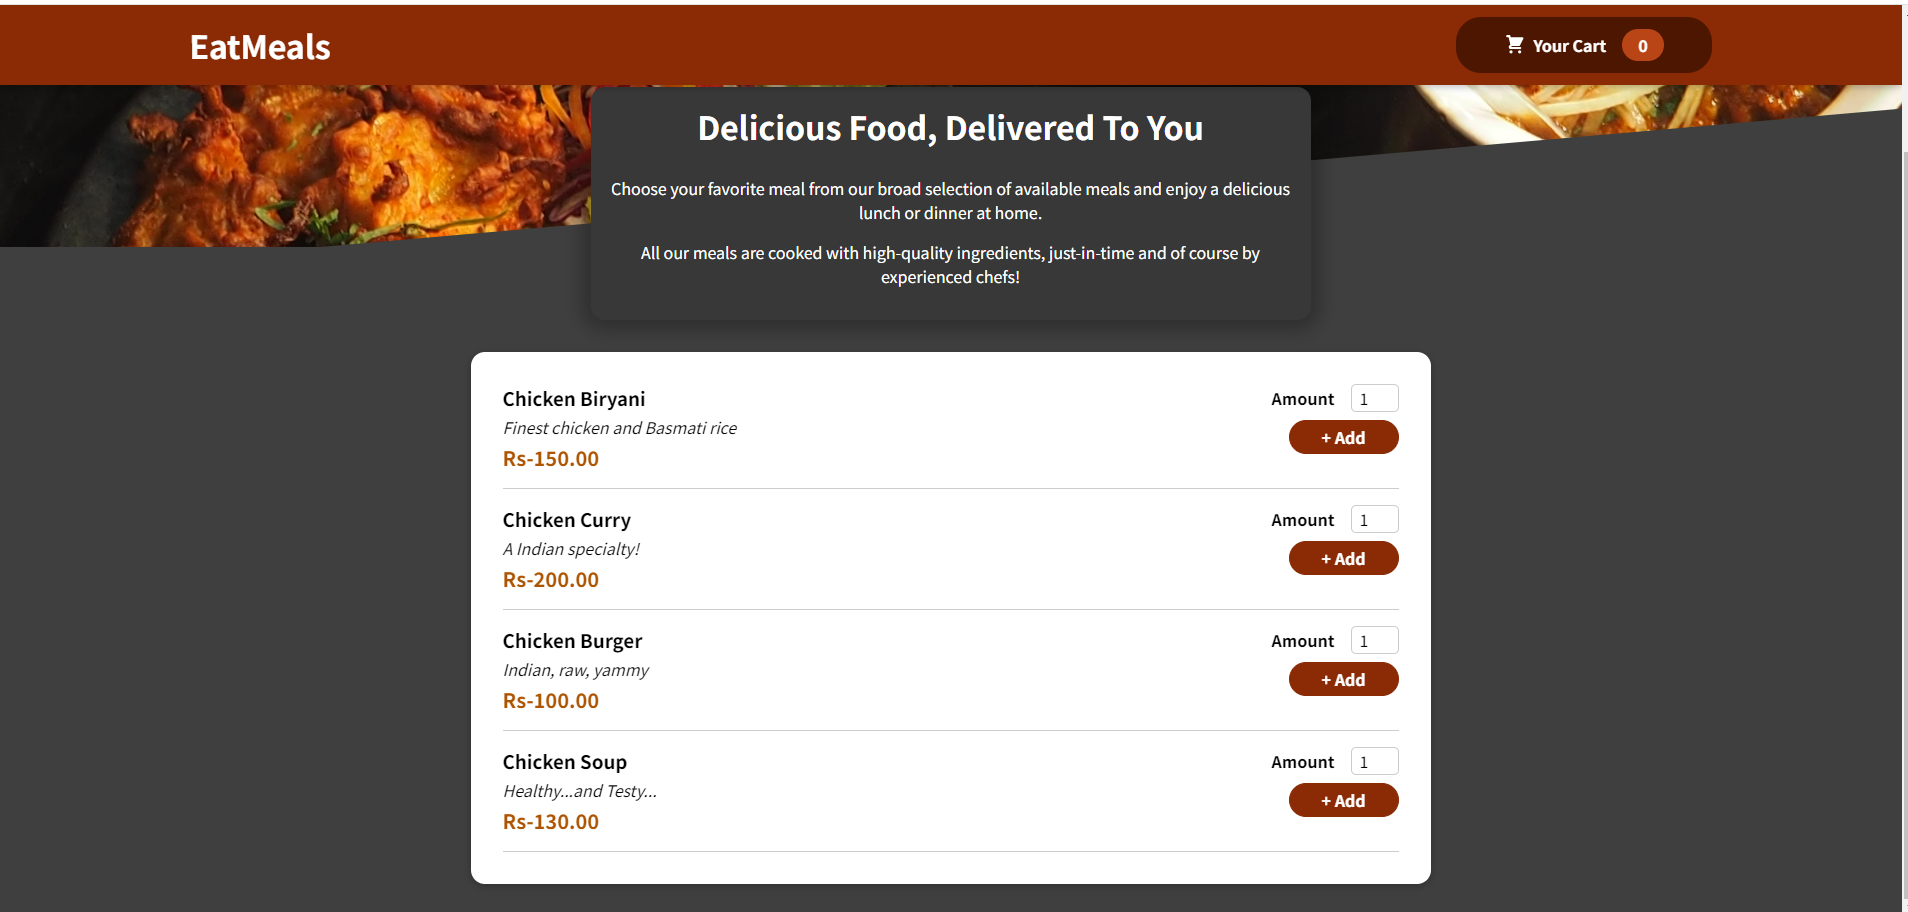 EatMeals
Your Cart 0
Delicious Food, Delivered To You
Choose your favorite meal from our broad selection of available meals and enjoy a delicious
lunch or dinner at home.
All our meals are cooked with high-quality ingredients, just-in-time and of course by
experienced chefs!
Chicken Biryani
Finest chicken and Basmati rice
Rs-150.00
Amount 1
+ Add
Chicken Curry
A Indian specialty!
Rs-200.00
Amount 1
+ Add
Chicken Burger
Indian, raw, yammy
Rs-100.00
Amount 1
+ Add
Chicken Soup
Healthy...and Testy...
Rs-130.00
Amount 1
+ Add